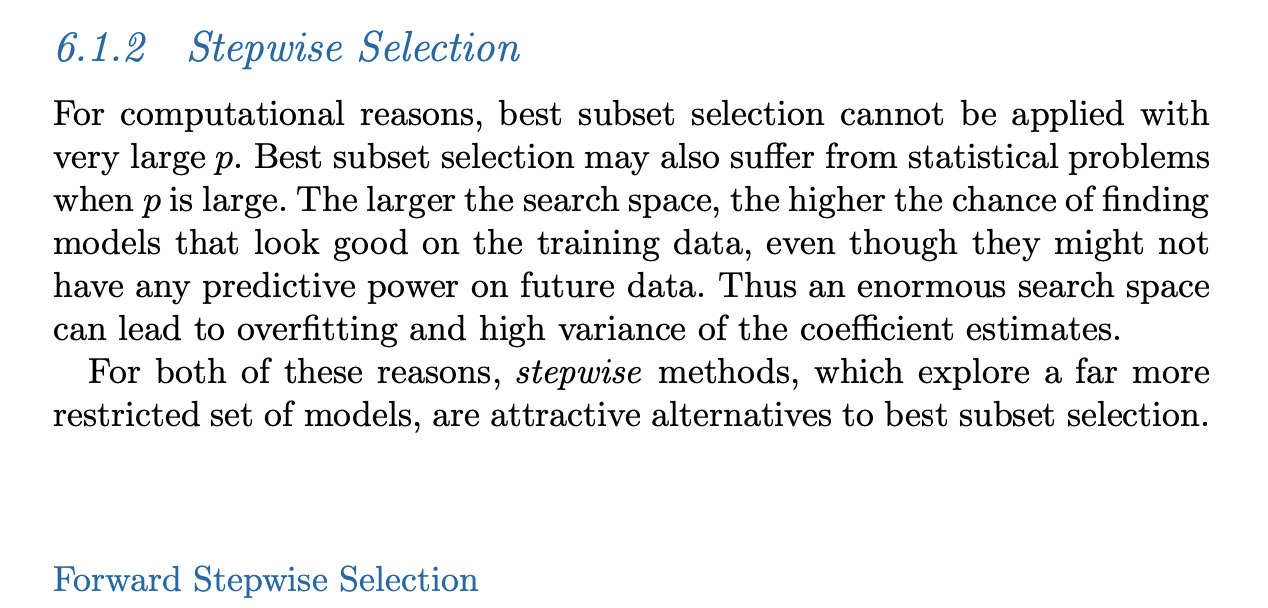 6.1.2 Stepwise Selection
For computational reasons, best subset selection cannot be applied with
very large p. Best subset selection may also suffer from statistical problems
when p is large. The larger the search space, the higher the chance of finding
models that look good on the training data, even though they might not
have any predictive power on future data. Thus an enormous search space
can lead to overfitting and high variance of the coefficient estimates.
For both of these reasons, stepwise methods, which explore a far more
restricted set of models, are attractive alternatives to best subset selection.
Forward Stepwise Selection